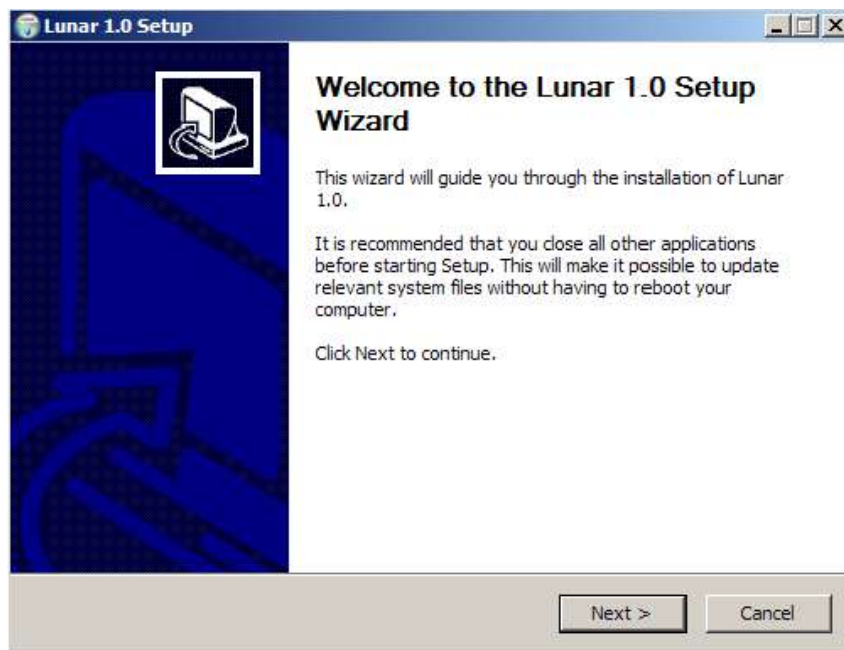 Lunar 1.0 Setup
Welcome to the Lunar 1.0 Setup
Wizard
This wizard will guide you through the installation of Lunar
1.0.
It is recommended that you close all other applications
before starting Setup. This will make it possible to update
relevant system files without having to reboot your
computer.
Click Next to continue.
Next >
Cancel